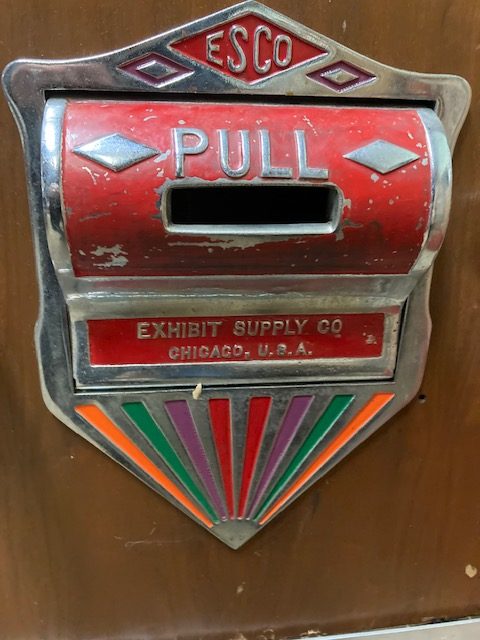 ESCO
PULL
EXHIBIT SUPPLY CO
CHICAGO, U.S.A.